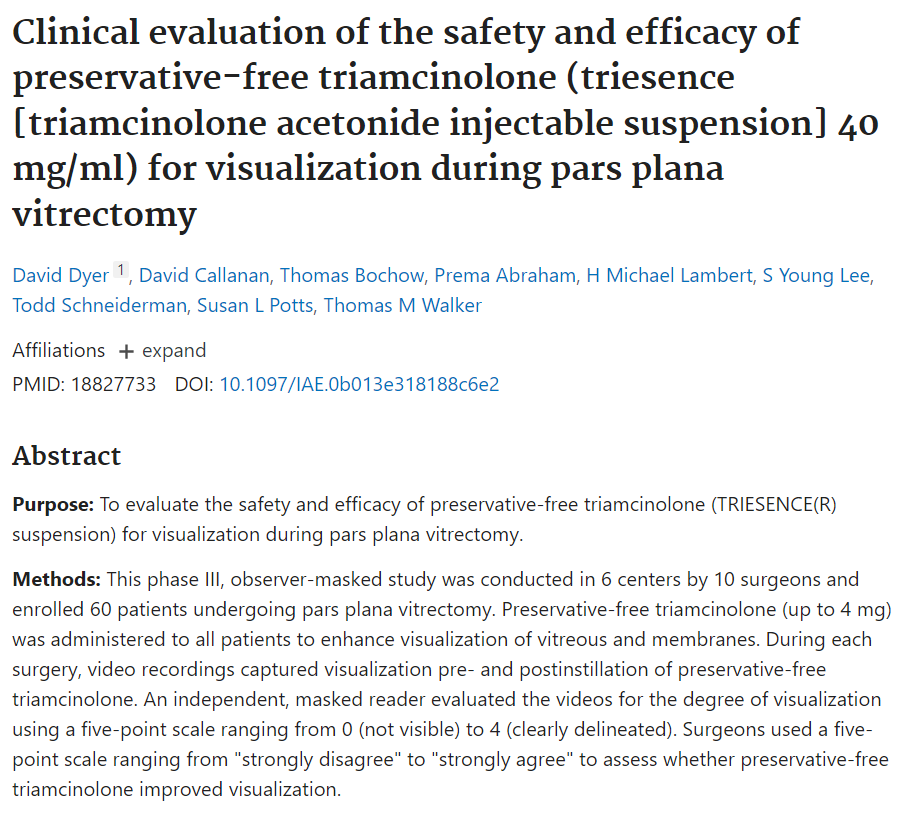 Clinical evaluation of the safety and efficacy of
preservative-free triamcinolone (triesence
[triamcinolone acetonide injectable suspension] 40
mg/ml) for visualization during pars plana
vitrectomy
David Dyer 1, David Callanan, Thomas Bochow, Prema Abraham, H Michael Lambert, S Young Lee,
Todd Schneiderman, Susan L Potts, Thomas M Walker
Affiliations + expand
PMID: 18827733 DOI: 10.1097/IAE.0b013e318188c6e2
Abstract
Purpose: To evaluate the safety and efficacy of preservative-free triamcinolone (TRIESENCE(R)
suspension) for visualization during pars plana vitrectomy.
Methods: This phase III, observer-masked study was conducted in 6 centers by 10 surgeons and
enrolled 60 patients undergoing pars plana vitrectomy. Preservative-free triamcinolone (up to 4 mg)
was administered to all patients to enhance visualization of vitreous and membranes. During each
surgery, video recordings captured visualization pre- and postinstillation of preservative-free
triamcinolone. An independent, masked reader evaluated the videos for the degree of visualization
using a five-point scale ranging from 0 (not visible) to 4 (clearly delineated). Surgeons used a five-
point scale ranging from "strongly disagree" to "strongly agree" to assess whether preservative-free
triamcinolone improved visualization.